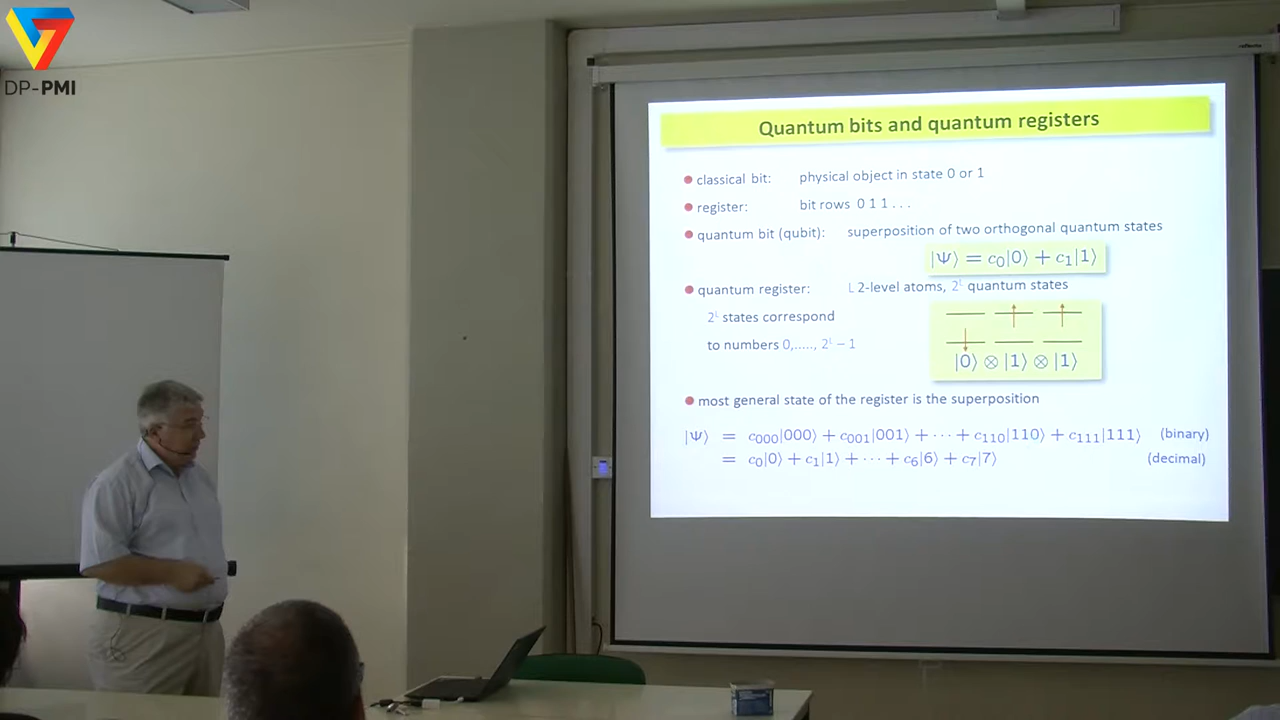 DP-PMI
Quantum bits and quantum registers
classical bit: physical object in state 0 or 1
register: bit rows 0 1 1 . . .
quantum bit (qubit): superposition of two orthogonal quantum states
|Ψ⟩ = c₀|0⟩ + c₁|1⟩
quantum register: L 2-level atoms, 2ᴸ quantum states
2ᴸ states correspond
to numbers 0,....., 2ᴸ – 1
|0⟩ ⊗ |1⟩ ⊗ |1⟩
most general state of the register is the superposition
|Ψ⟩ = c₀₀₀|000⟩ + c₀₀₁|001⟩ + ··· + c₁₁₀|110⟩ + c₁₁₁|111⟩ (binary)
= c₀|0⟩ + c₁|1⟩ + ··· + c₆|6⟩ + c₇|7⟩ (decimal)